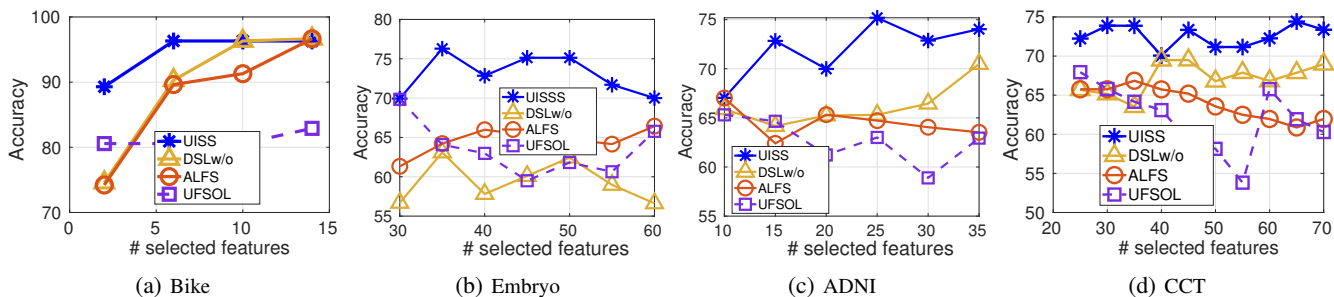 100
90
80
70
0
5
10
15
Accuracy
# selected features
UISS
DSLw/o
ALFS
UFSOL
(a) Bike
80
75
70
65
60
55
30
40
50
60
Accuracy
# selected features
UISSS
DSLw/o
ALFS
UFSOL
(b) Embryo
75
70
65
60
55
10
15
20
25
30
35
Accuracy
# selected features
UISS
DSLw/o
ALFS
UFSOL
(c) ADNI
75
70
65
60
55
50
20
30
40
50
60
70
Accuracy
# selected features
UISS
DSLw/o
ALFS
UFSOL
(d) CCT